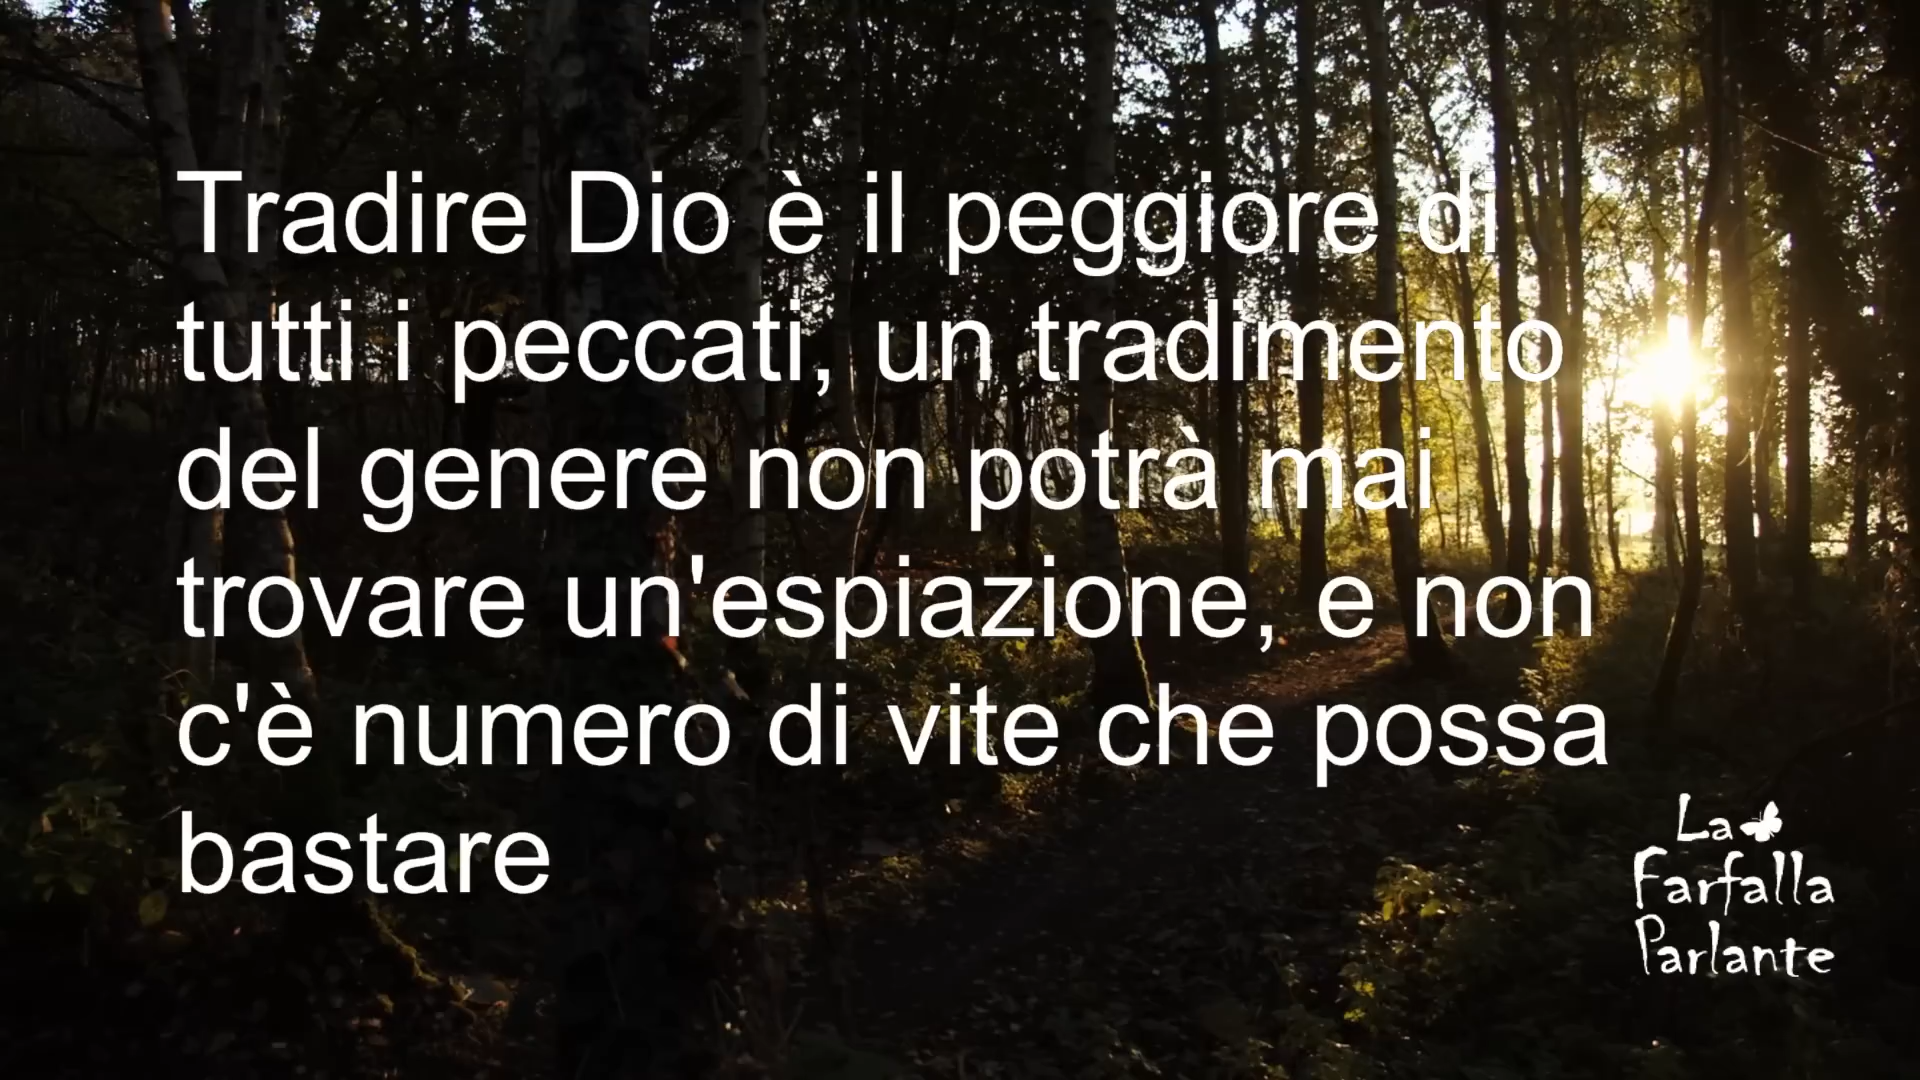 Tradire Dio è il peggiore di
tutti i peccati, un tradimento
del genere non potrà mai
trovare un'espiazione, e non
c'è numero di vite che possa
bastare
La
Farfalla
Parlante